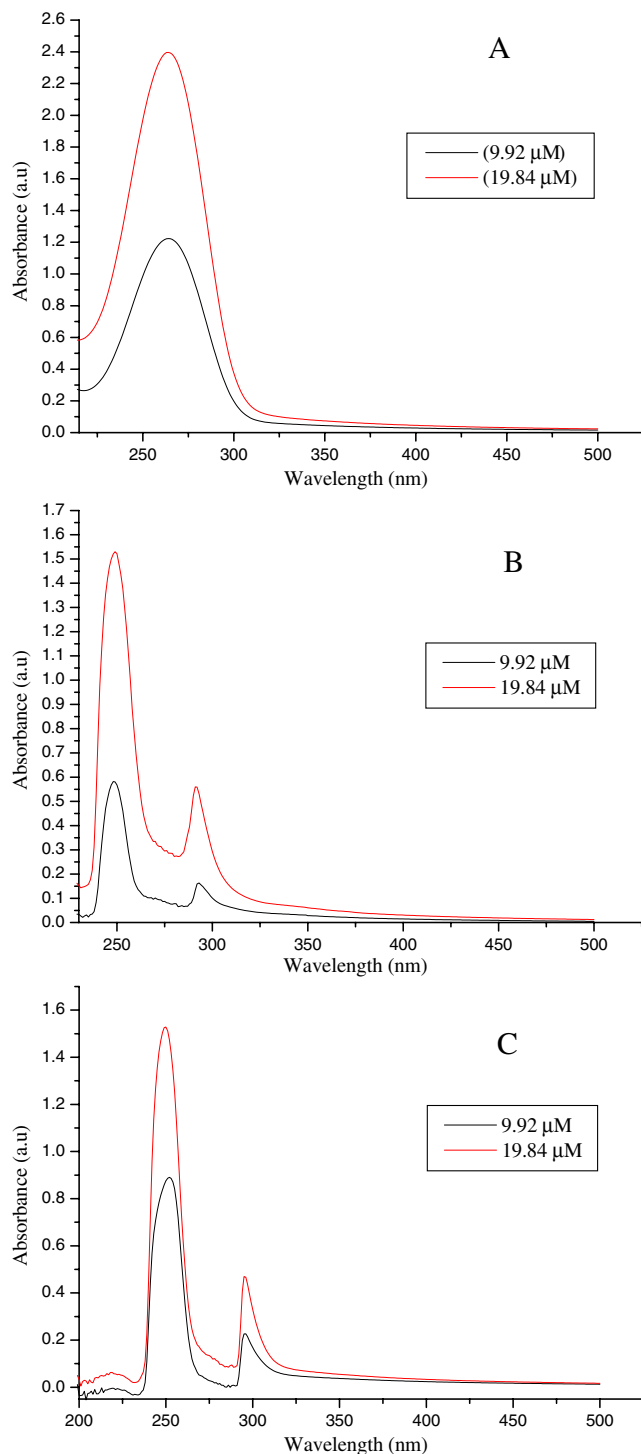 A
2.6
2.4
2.2
2.0
1.8
1.6
1.4
1.2
1.0
0.8
0.6
0.4
0.2
0.0
Absorbance (a.u)
(9.92 μM)
(19.84 μM)
250 300 350 400 450 500
Wavelength (nm)
B
1.7
1.6
1.5
1.4
1.3
1.2
1.1
1.0
0.9
0.8
0.7
0.6
0.5
0.4
0.3
0.2
0.1
0.0
Absorbance (a.u)
9.92 μM
19.84 μM
250 300 350 400 450 500
Wavelength (nm)
C
1.6
1.4
1.2
1.0
0.8
0.6
0.4
0.2
0.0
Absorbance (a.u)
9.92 μM
19.84 μM
200 250 300 350 400 450 500
Wavelength (nm)